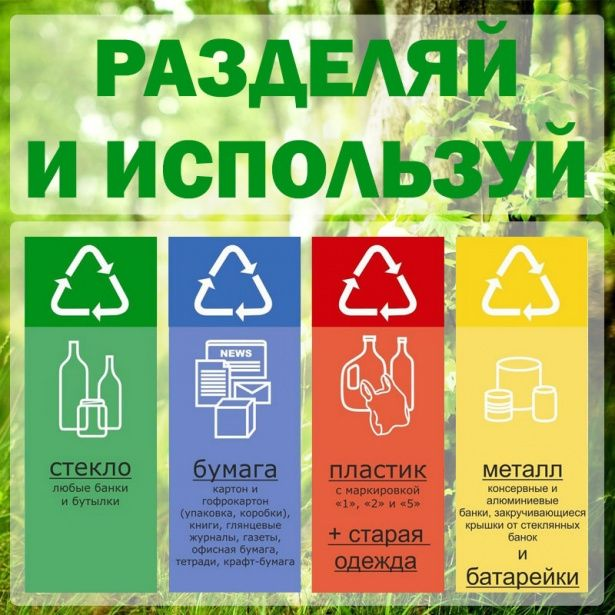 РАЗДЕЛЯЙ
И ИСПОЛЬЗУЙ
стекло
любые банки
и бутылки
NEWS
бумага
картон и
гофрокартон
(упаковка, коробки),
книги, глянцевые
журналы, газеты,
офисная бумага,
тетради, крафт-бумага
пластик
с маркировкой
«1», «2» и «5»
+ старая
одежда
металл
консервные и
алюминиевые
банки, закручивающиеся
крышки от стеклянных
банок
и
батарейки